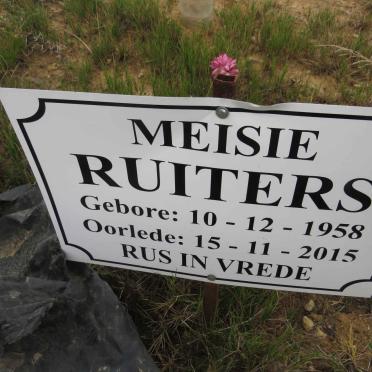 MEISIE
RUITERS
Gebore: 10 - 12 - 1958
Oorlede: 15 - 11 - 2015
RUS IN VREDE